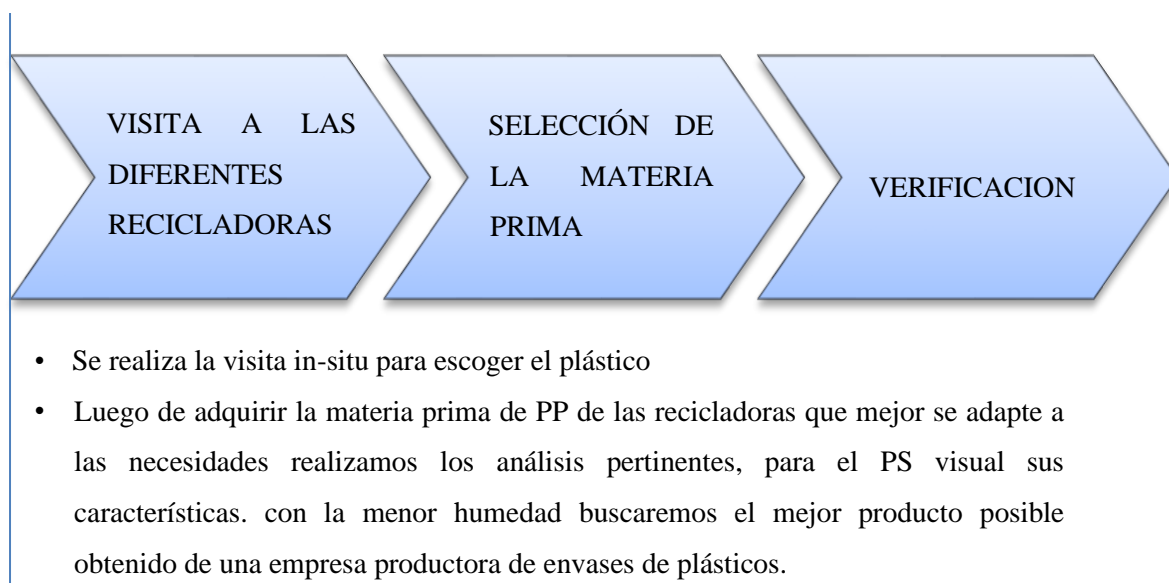 VISITA A LAS
DIFERENTES
RECICLADORAS
SELECCIÓN DE
LA MATERIA
PRIMA
VERIFICACION
• Se realiza la visita in-situ para escoger el plástico
• Luego de adquirir la materia prima de PP de las recicladoras que mejor se adapte a
las necesidades realizamos los análisis pertinentes, para el PS visual sus
características. con la menor humedad buscaremos el mejor producto posible
obtenido de una empresa productora de envases de plásticos.